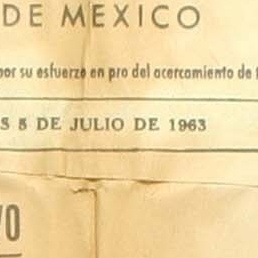 DE MEXICO
por su esfuerzo en pro del acercamiento de
S 5 DE JULIO DE 1963